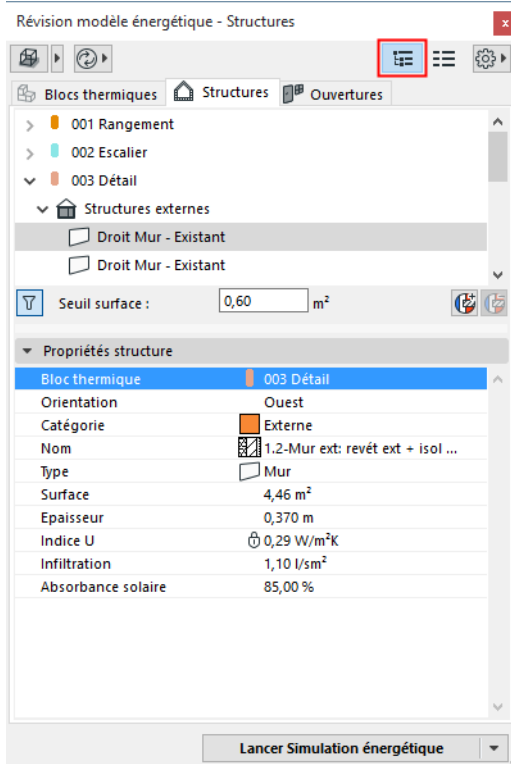 Révision modèle énergétique - Structures
Blocs thermiques Structures Ouvertures
001 Rangement
002 Escalier
003 Détail
Structures externes
Droit Mur - Existant
Droit Mur - Existant
Seuil surface : 0,60 m²
Propriétés structure
Bloc thermique 003 Détail
Orientation Ouest
Catégorie Externe
Nom 1.2-Mur ext: revét ext + isol ...
Type Mur
Surface 4,46 m²
Epaisseur 0,370 m
Indice U 0,29 W/m²K
Infiltration 1,10 l/sm²
Absorbance solaire 85,00 %
Lancer Simulation énergétique